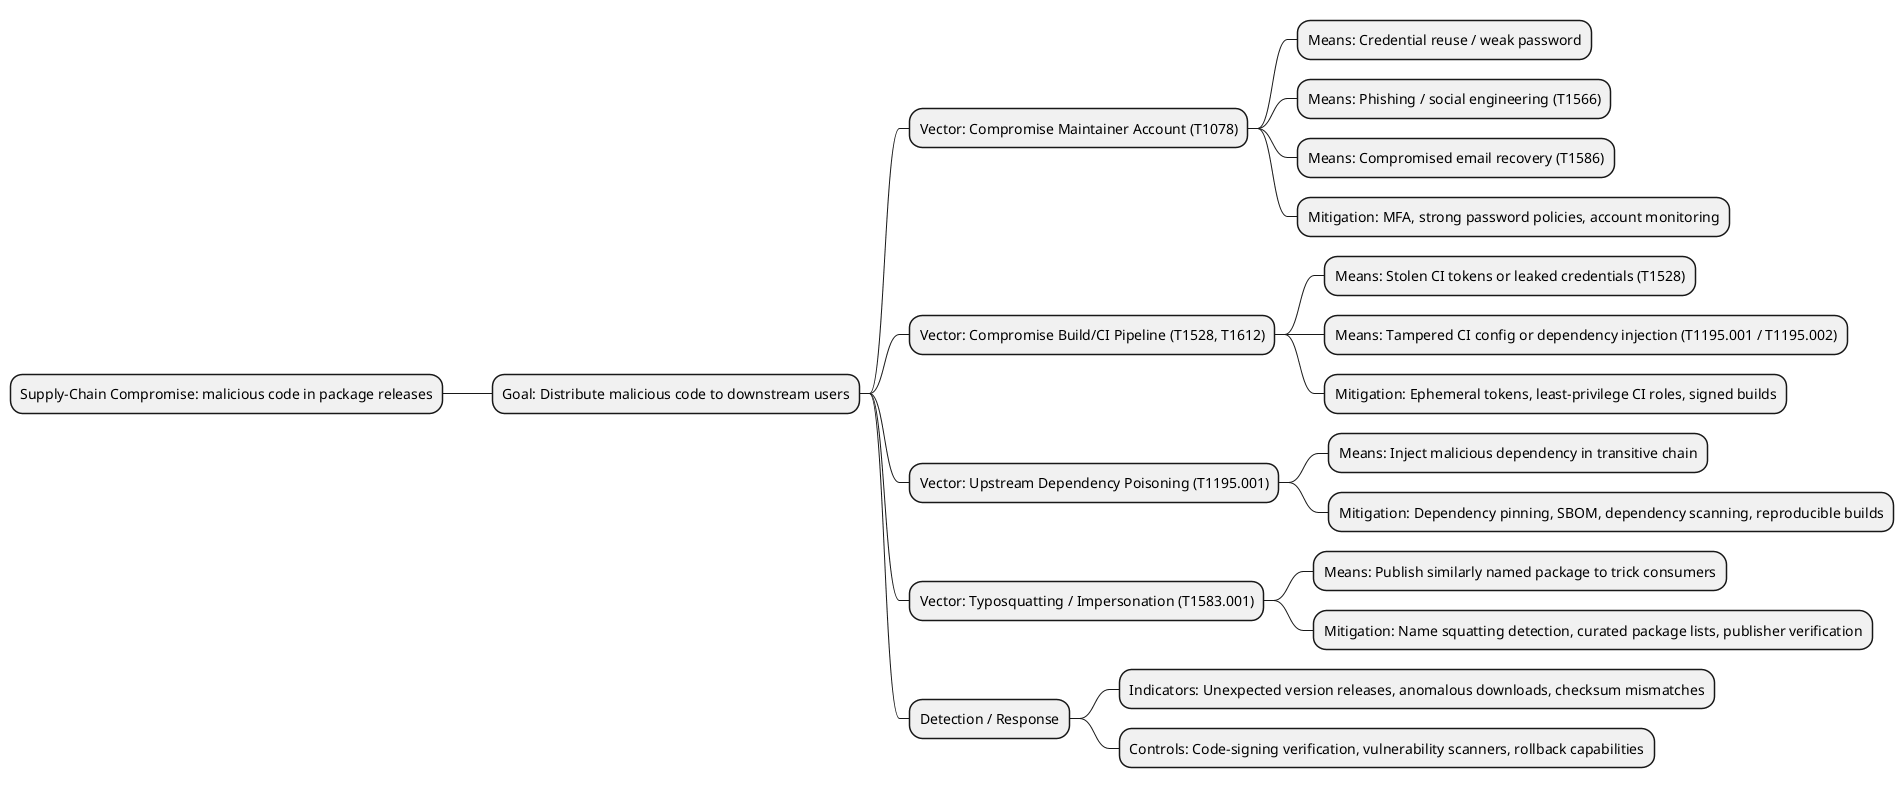 Supply-Chain Compromise: malicious code in package releases
Goal: Distribute malicious code to downstream users
Vector: Compromise Maintainer Account (T1078)
Means: Credential reuse / weak password
Means: Phishing / social engineering (T1566)
Means: Compromised email recovery (T1586)
Mitigation: MFA, strong password policies, account monitoring
Vector: Compromise Build/CI Pipeline (T1528, T1612)
Means: Stolen CI tokens or leaked credentials (T1528)
Means: Tampered CI config or dependency injection (T1195.001 / T1195.002)
Mitigation: Ephemeral tokens, least-privilege CI roles, signed builds
Vector: Upstream Dependency Poisoning (T1195.001)
Means: Inject malicious dependency in transitive chain
Mitigation: Dependency pinning, SBOM, dependency scanning, reproducible builds
Vector: Typosquatting / Impersonation (T1583.001)
Means: Publish similarly named package to trick consumers
Mitigation: Name squatting detection, curated package lists, publisher verification
Detection / Response
Indicators: Unexpected version releases, anomalous downloads, checksum mismatches
Controls: Code-signing verification, vulnerability scanners, rollback capabilities